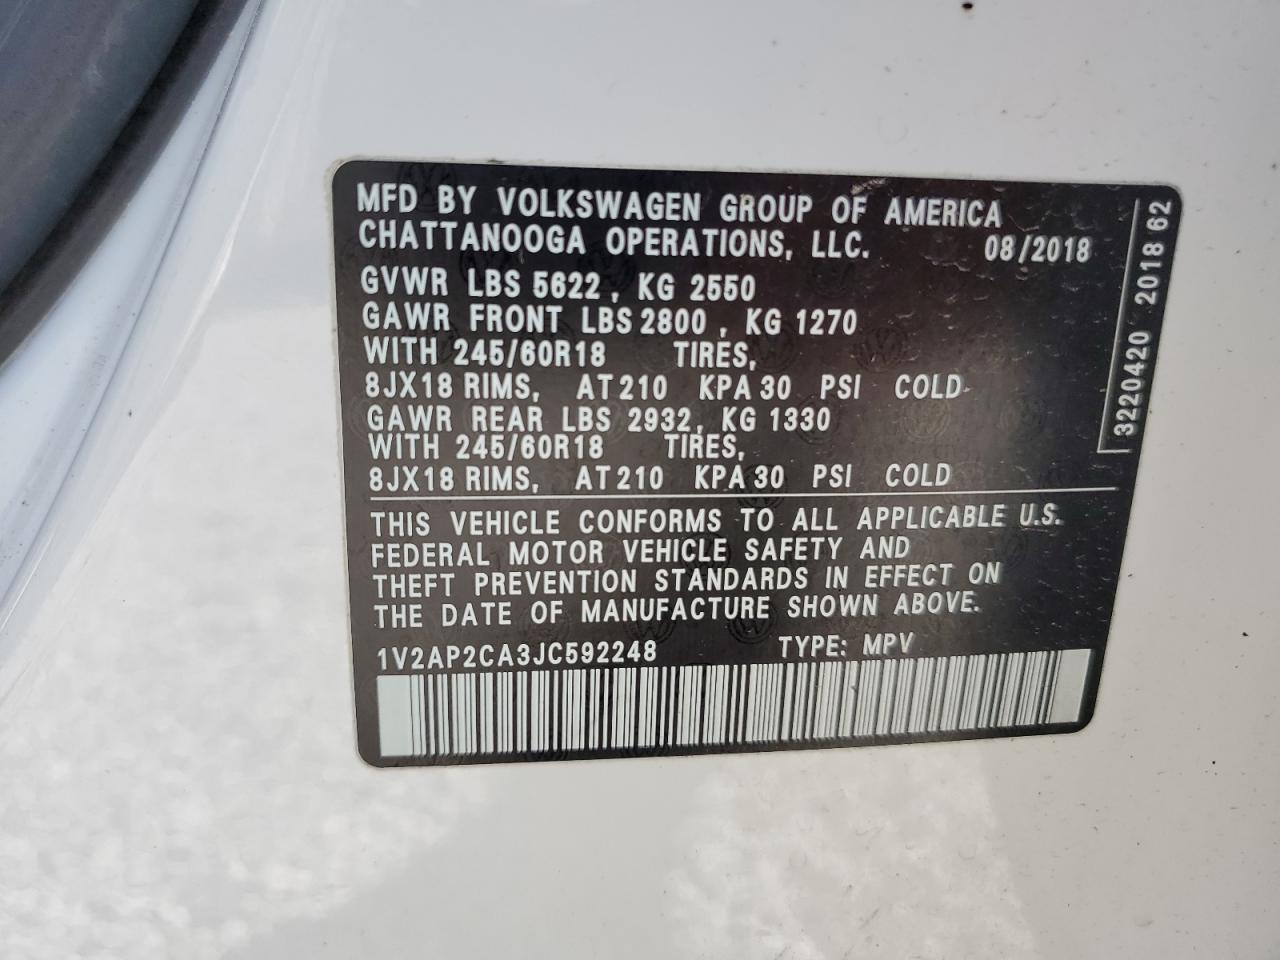 MFD BY VOLKSWAGEN GROUP OF AMERICA
CHATTANOOGA OPERATIONS, LLC. 08/2018
GVWR LBS 5622, KG 2550
GAWR FRONT LBS 2800, KG 1270
WITH 245/60R18 TIRES,
8JX18 RIMS, AT 210 KPA 30 PSI COLD
GAWR REAR LBS 2932, KG 1330
WITH 245/60R18 TIRES,
8JX18 RIMS, AT 210 KPA 30 PSI COLD
THIS VEHICLE CONFORMS TO ALL APPLICABLE U.S.
FEDERAL MOTOR VEHICLE SAFETY AND
THEFT PREVENTION STANDARDS IN EFFECT ON
THE DATE OF MANUFACTURE SHOWN ABOVE.
1V2AP2CA3JC592248 TYPE: MPV
3220420 2018 62